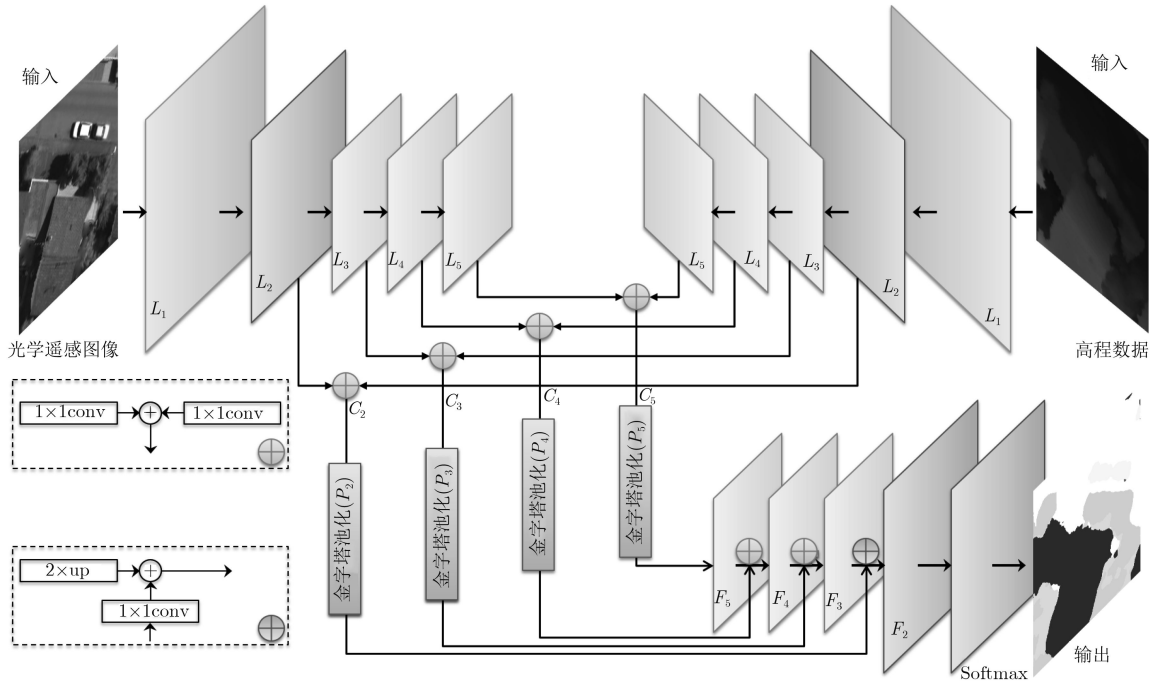 输入
输入
L₁
L₂
L₃
L₄
L₅
L₅
L₄
L₃
L₂
L₁
光学遥感图像
高程数据
C₂
C₃
C₄
C₅
1×1conv
+
1×1conv
金字塔池化(P₂)
金字塔池化(P₃)
金字塔池化(P₄)
金字塔池化(P₅)
2×up
+
1×1conv
F₅
F₄
F₃
F₂
Softmax
输出